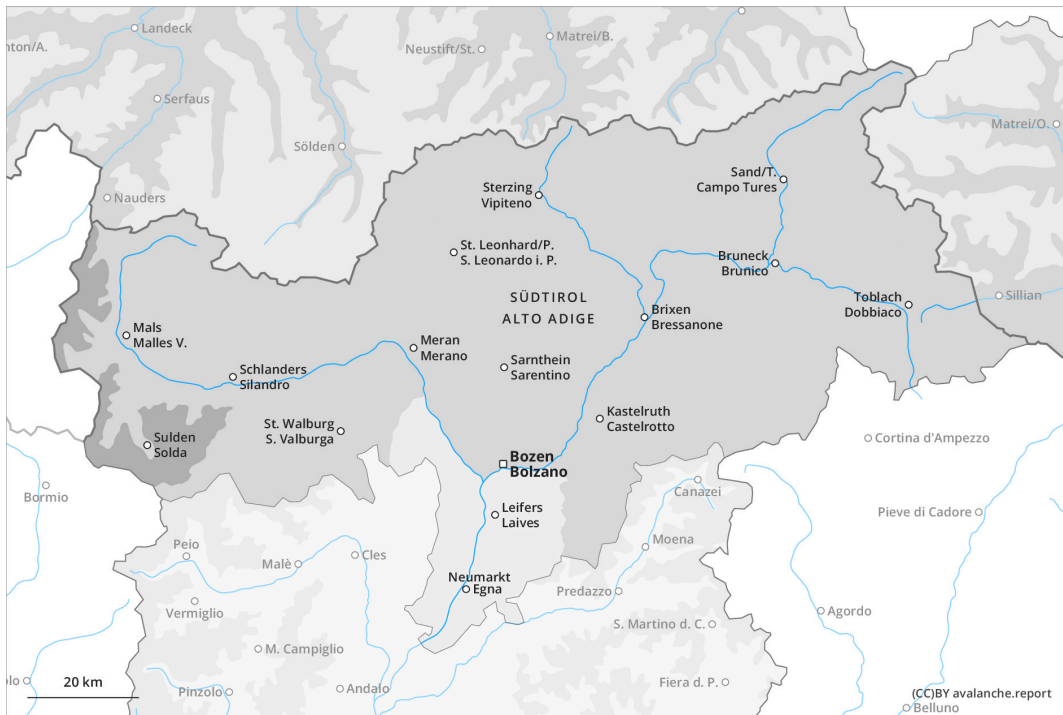 Landeck
Matrei/B.
nton/A.
Neustift/St.
Serfaus
Matrei/O.
Sölden
Sand/T.
Campo Tures
Sterzing
Vipiteno
Nauders
St. Leonhard/P.
S. Leonardo i. P.
Bruneck
Brunico
SÜDTIROL
ALTO ADIGE
Toblach
Dobbiaco
Sillian
Brixen
Bressanone
Mals
Malles V.
Meran
Merano
Sarnthein
Sarentino
Schlanders
Silandro
Kastelruth
Castelrotto
St. Walburg
S. Valburga
Sulden
Solda
Cortina d'Ampezzo
Bozen
Bolzano
Bormio
Canazei
Leifers
Laives
Pieve di Cadore
Moena
Peio
Malè
Cles
Neumarkt
Egna
Predazzo
Vermiglio
Agordo
S. Martino d. C.
M. Campiglio
olo
20 km
Pinzolo
Andalo
Fiera d. P.
(CC)BY avalanche.report
Belluno